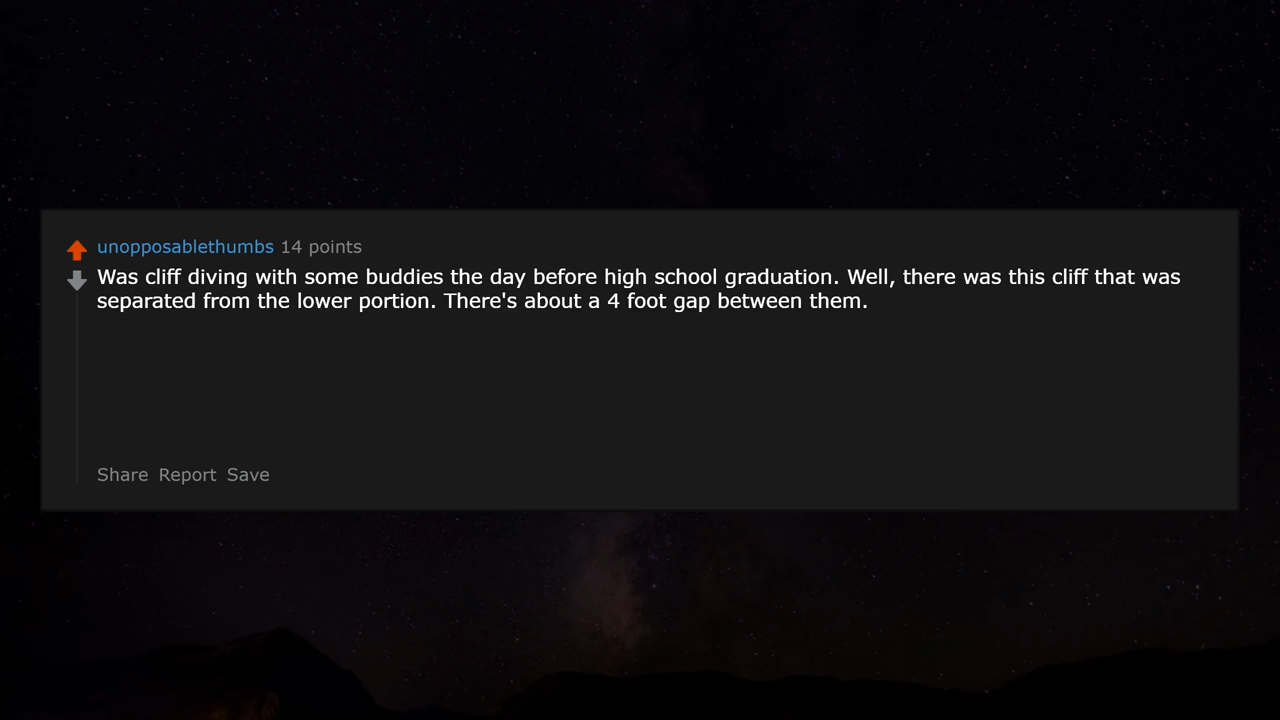 unopposablethumbs 14 points
Was cliff diving with some buddies the day before high school graduation. Well, there was this cliff that was
separated from the lower portion. There's about a 4 foot gap between them.
Share Report Save